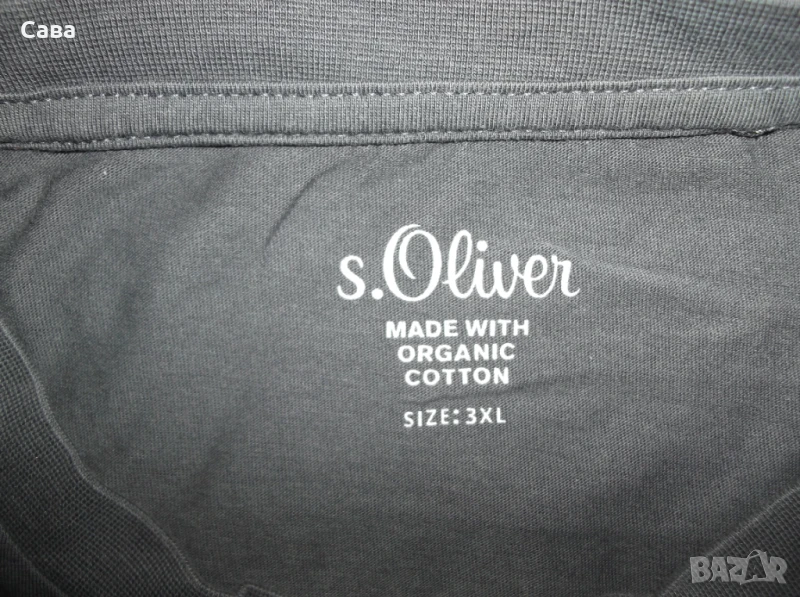 Сава
s.Oliver
MADE WITH
ORGANIC
COTTON
SIZE: 3XL
BAZAR